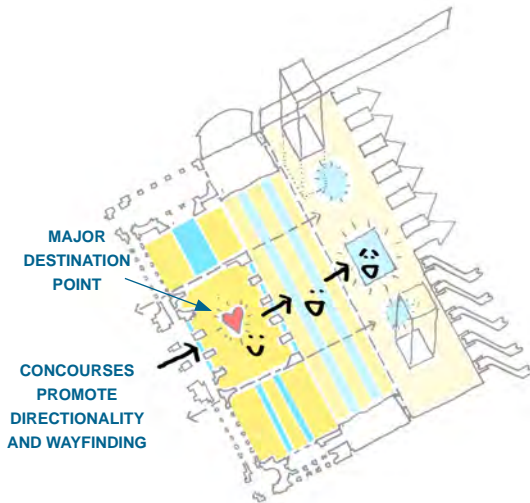 MAJOR
DESTINATION
POINT
CONCOURSES
PROMOTE
DIRECTIONALITY
AND WAYFINDING